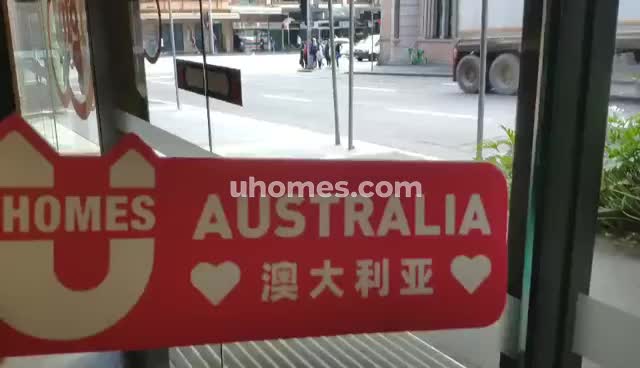 uhomes.com
HOMES
AUSTRALIA
澳大利亚